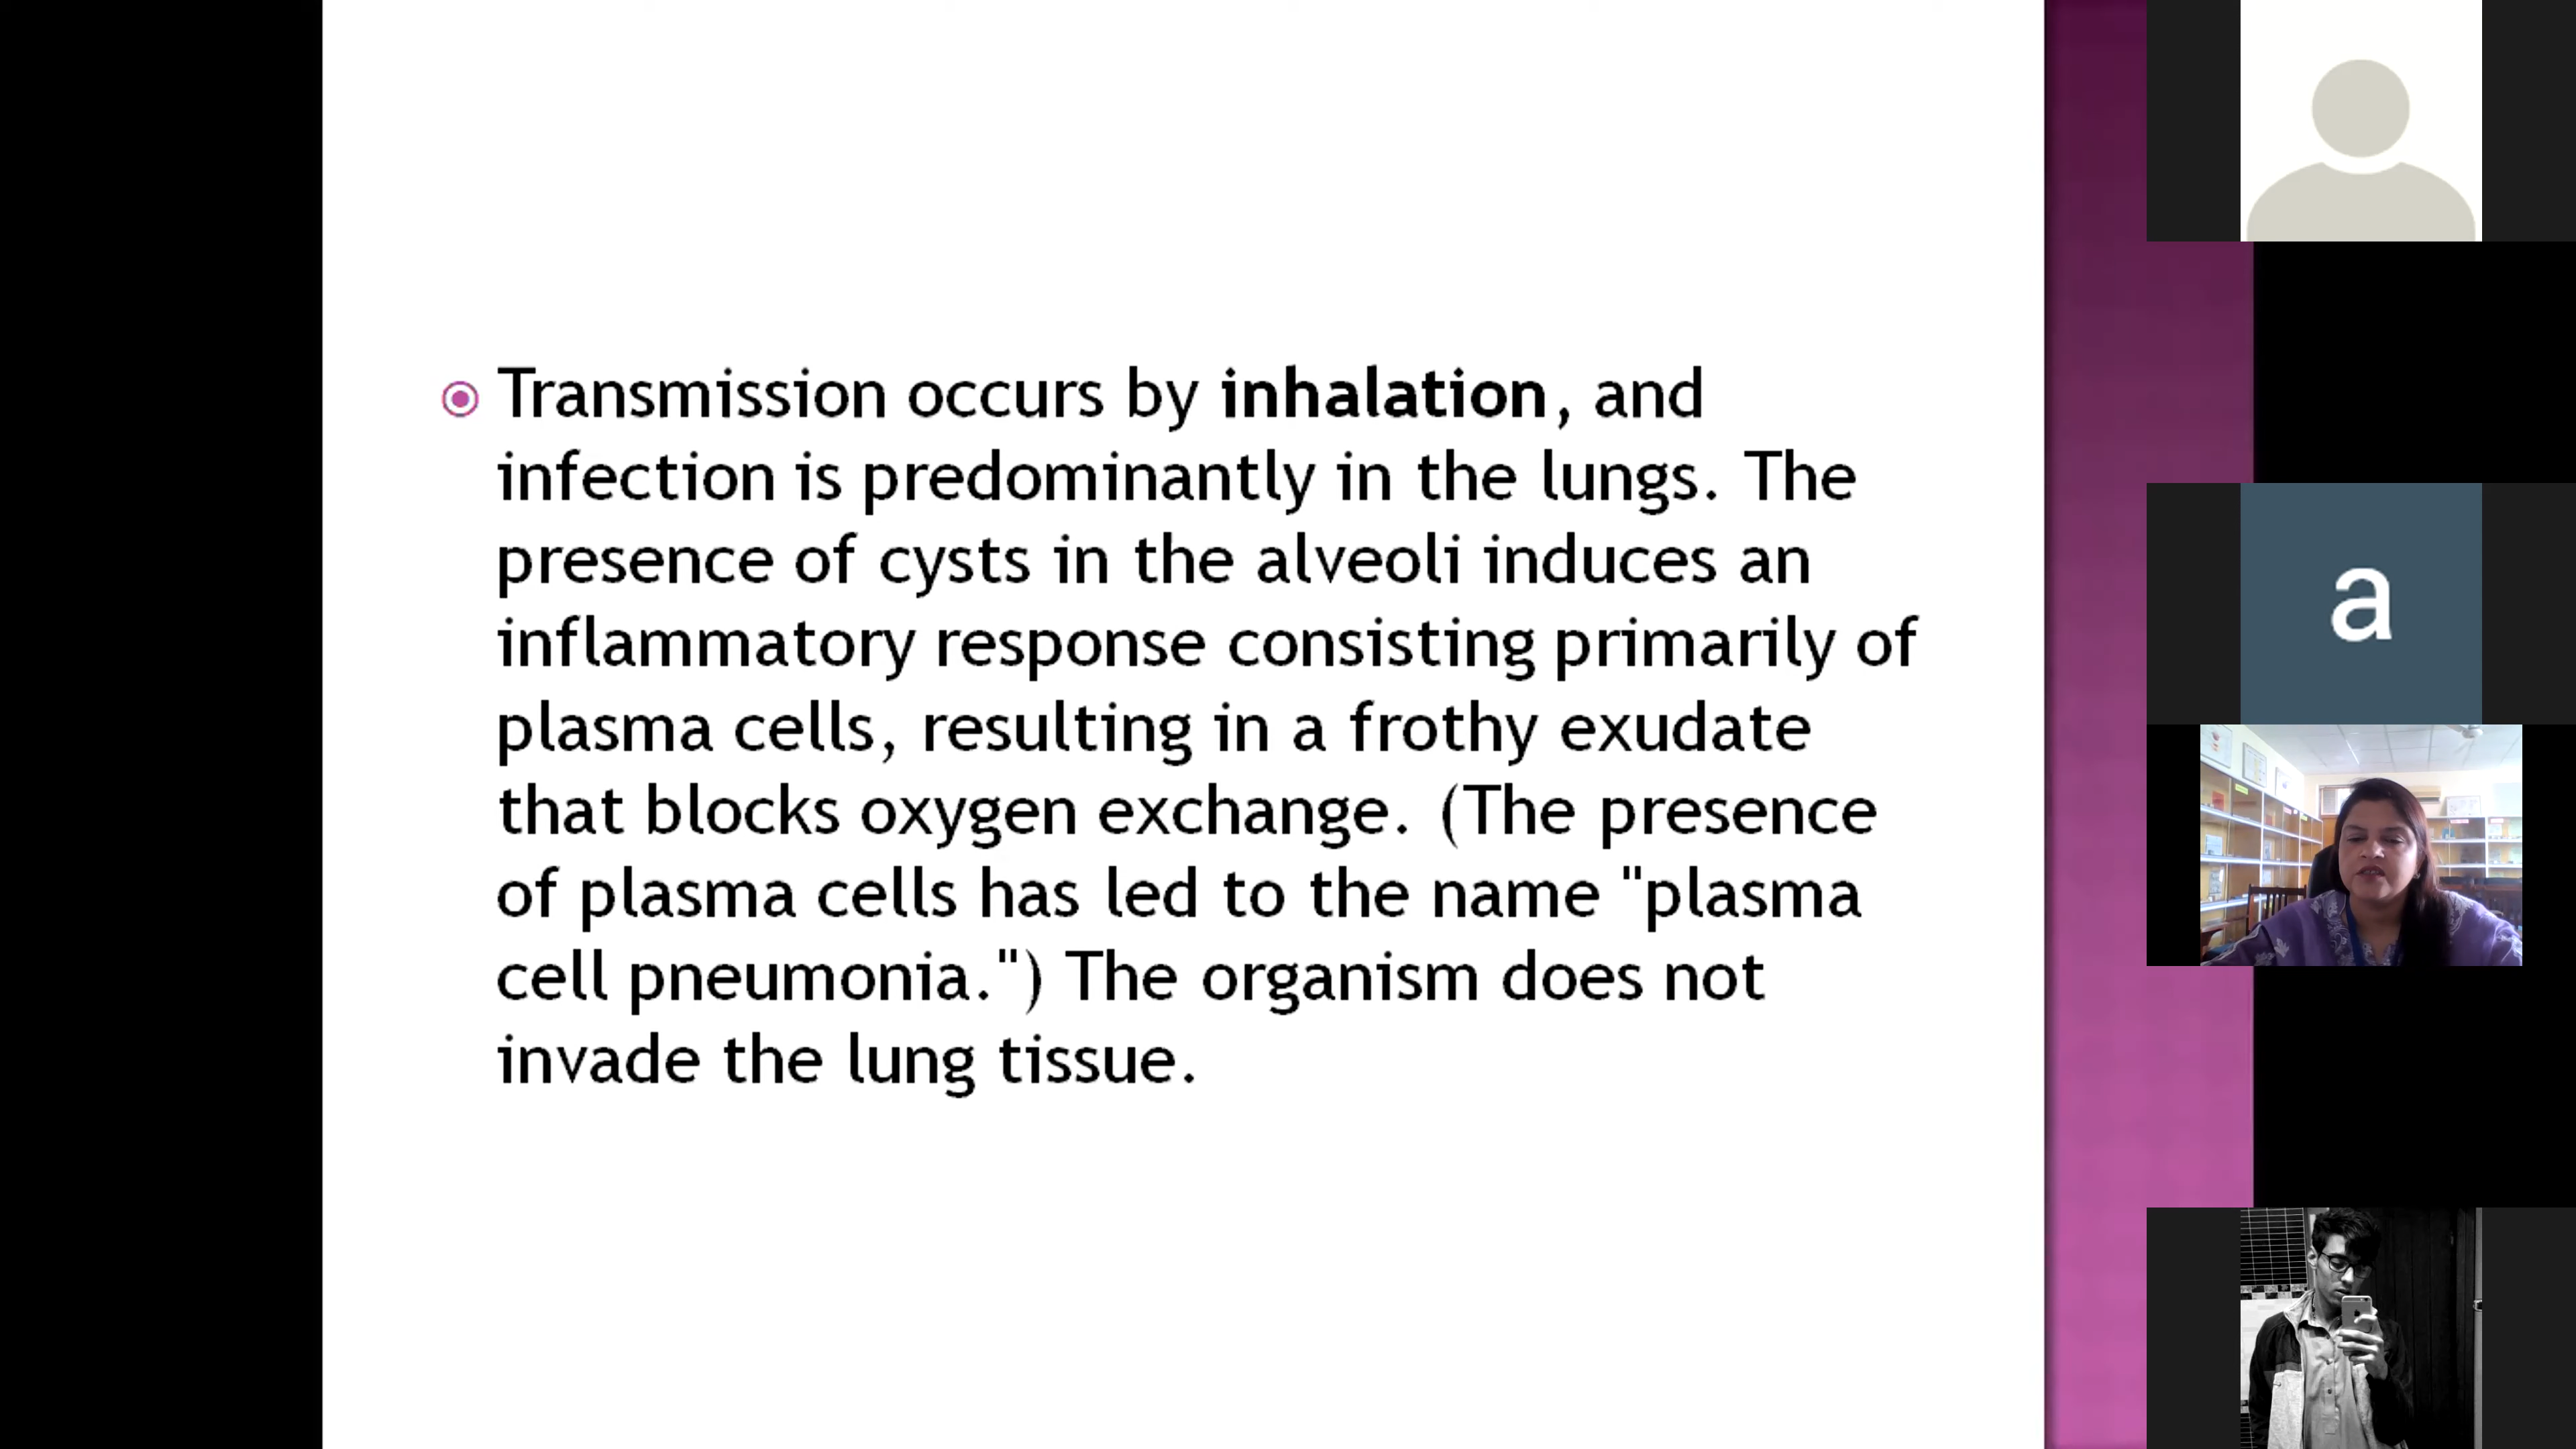 Transmission occurs by inhalation, and
infection is predominantly in the lungs. The
presence of cysts in the alveoli induces an
inflammatory response consisting primarily of
plasma cells, resulting in a frothy exudate
that blocks oxygen exchange. (The presence
of plasma cells has led to the name "plasma
cell pneumonia.") The organism does not
invade the lung tissue.
a